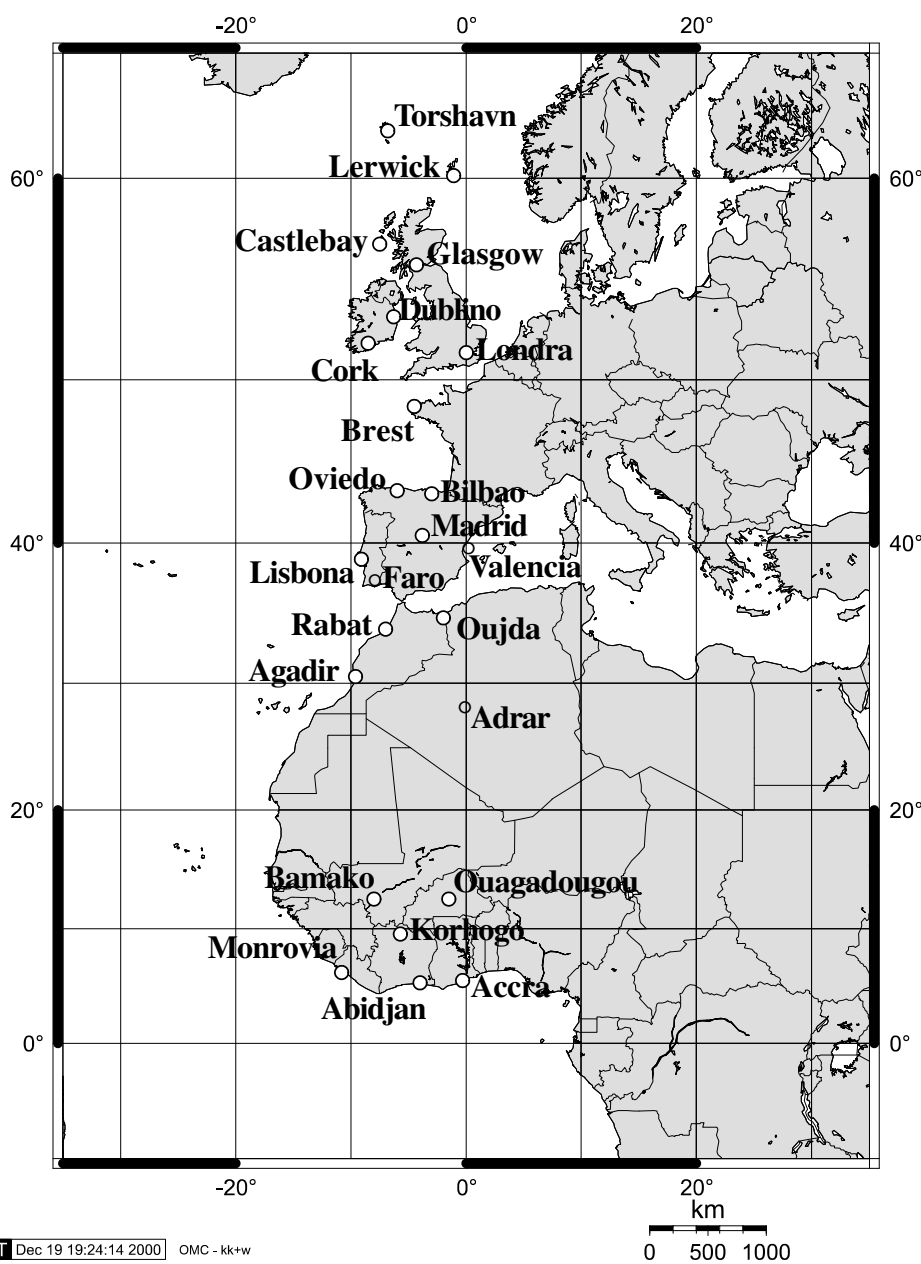 -20° 0° 20°
Torshavn
Lerwick
60° 60°
Castlebay
Glasgow
Dublino
Londra
Cork
Brest
Oviedo
Bilbao
Madrid
40° 40°
Valencia
Lisbona
Faro
Rabat
Oujda
Agadir
Adrar
20° 20°
Bamako
Ouagadougou
Korhogo
Monrovia
Accra
Abidjan
0° 0°
-20° 0° 20°
km
0 500 1000
T Dec 19 19:24:14 2000 OMC - kk+w